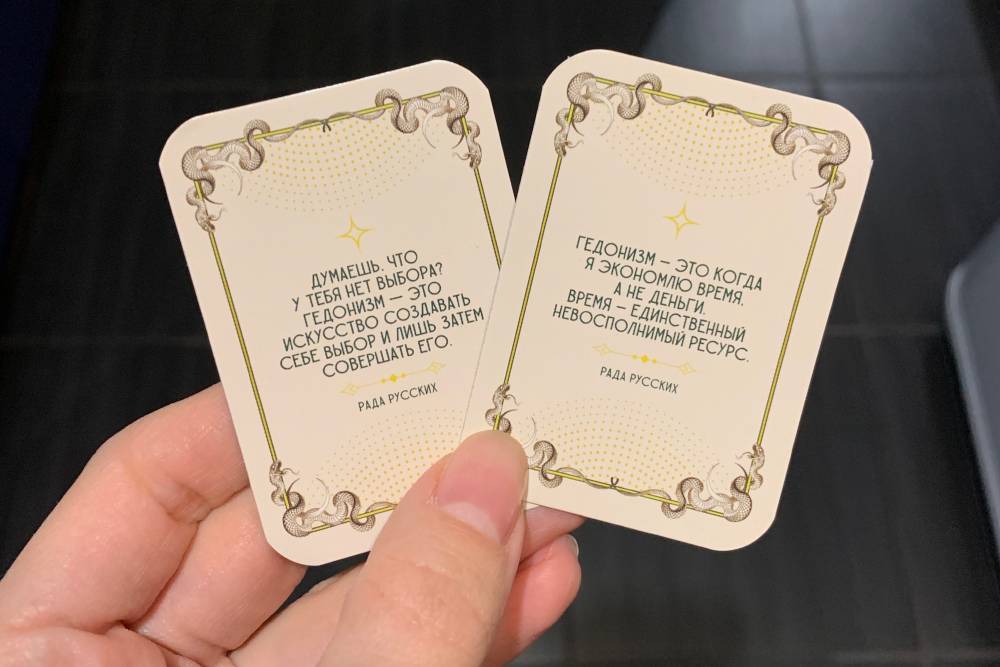 ДУМАЕШЬ, ЧТО
У ТЕБЯ НЕТ ВЫБОРА?
ГЕДОНИЗМ — ЭТО
ИСКУССТВО СОЗДАВАТЬ
СЕБЕ ВЫБОР И ЛИШЬ ЗАТЕМ
СОВЕРШАТЬ ЕГО.
РАДА РУССКИХ
ГЕДОНИЗМ — ЭТО КОГДА
Я ЭКОНОМЛЮ ВРЕМЯ,
А НЕ ДЕНЬГИ.
ВРЕМЯ — ЕДИНСТВЕННЫЙ
НЕВОСПОЛНИМЫЙ РЕСУРС.
РАДА РУССКИХ